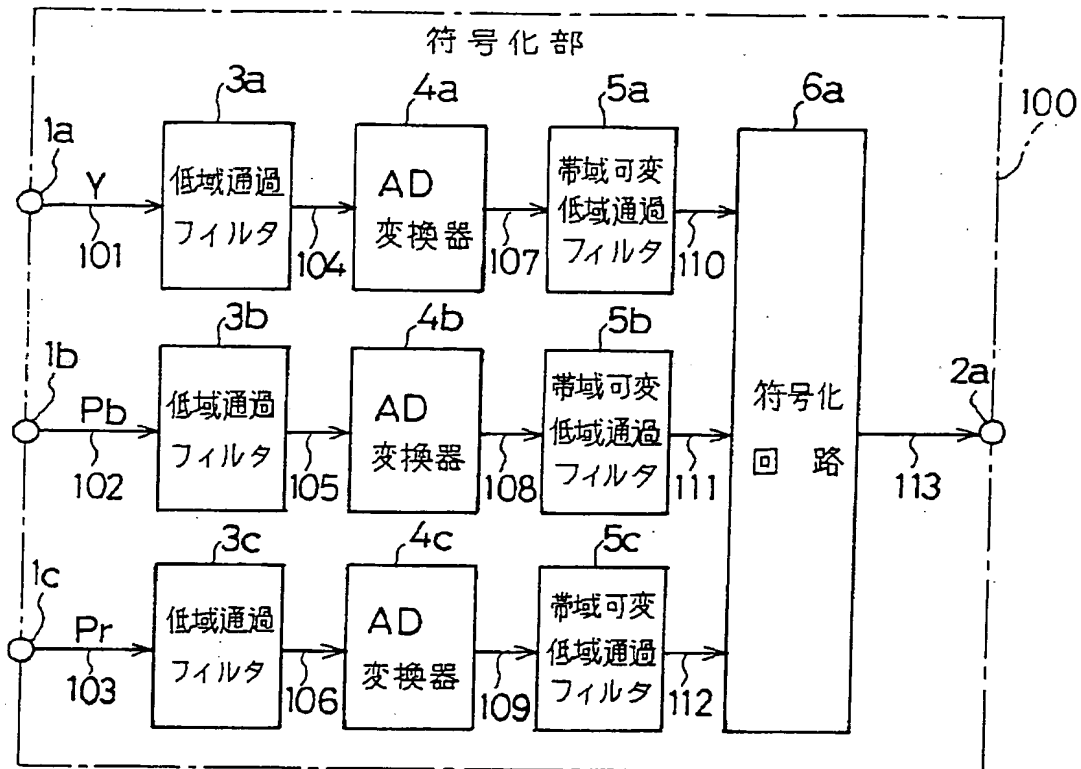 符号化部
100
3a
4a
5a
6a
1a
Y
101
低域通過
フィルタ
104
AD
変換器
107
帯域可変
低域通過
フィルタ
110
3b
4b
5b
1b
Pb
102
低域通過
フィルタ
105
AD
変換器
108
帯域可変
低域通過
フィルタ
111
符号化
回路
113
2a
3c
4c
5c
1c
Pr
103
低域通過
フィルタ
106
AD
変換器
109
帯域可変
低域通過
フィルタ
112